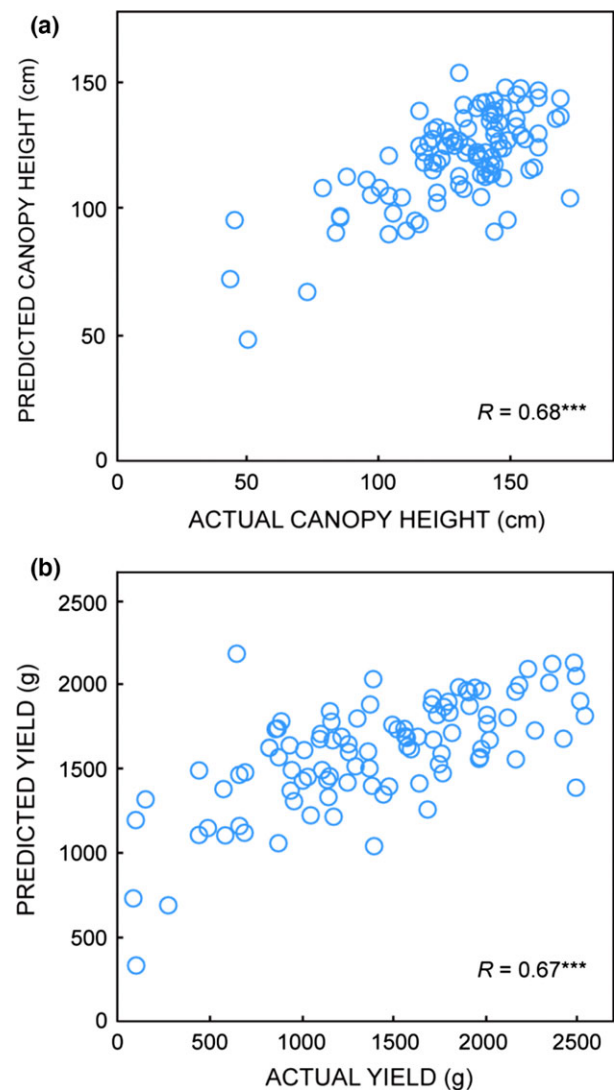 (a)
PREDICTED CANOPY HEIGHT (cm)
150
100
50
0
R = 0.68***
0 50 100 150
ACTUAL CANOPY HEIGHT (cm)
(b)
PREDICTED YIELD (g)
2500
2000
1500
1000
500
0
R = 0.67***
0 500 1000 1500 2000 2500
ACTUAL YIELD (g)